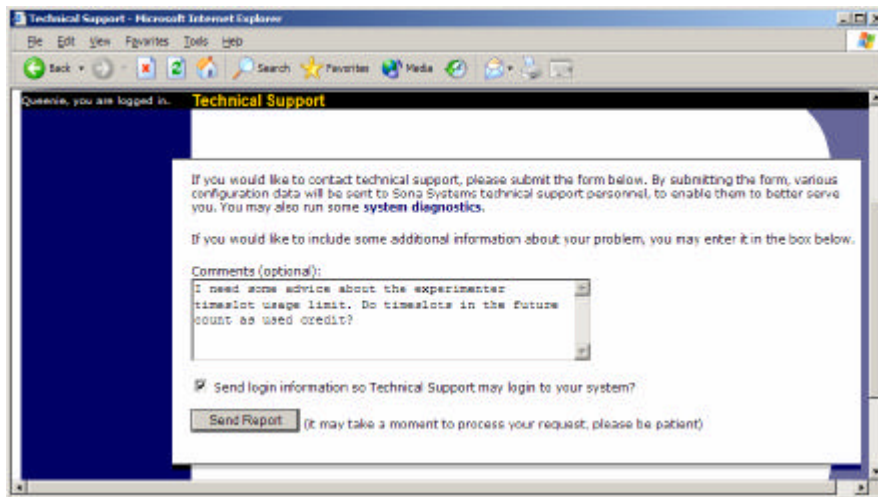 Technical Support - Microsoft Internet Explorer
File Edit View Favorites Tools Help
Back Search Favorites Media
Queenie, you are logged in. Technical Support
If you would like to contact technical support, please submit the form below. By submitting the form, various
configuration data will be sent to Sona Systems technical support personnel, to enable them to better serve
you. You may also run some system diagnostics.
If you would like to include some additional information about your problem, you may enter it in the box below.
Comments (optional):
I need some advice about the experimenter
timeslot usage limit. Do timeslots in the future
count as used credit?
Send login information so Technical Support may login to your system?
Send Report (it may take a moment to process your request, please be patient)